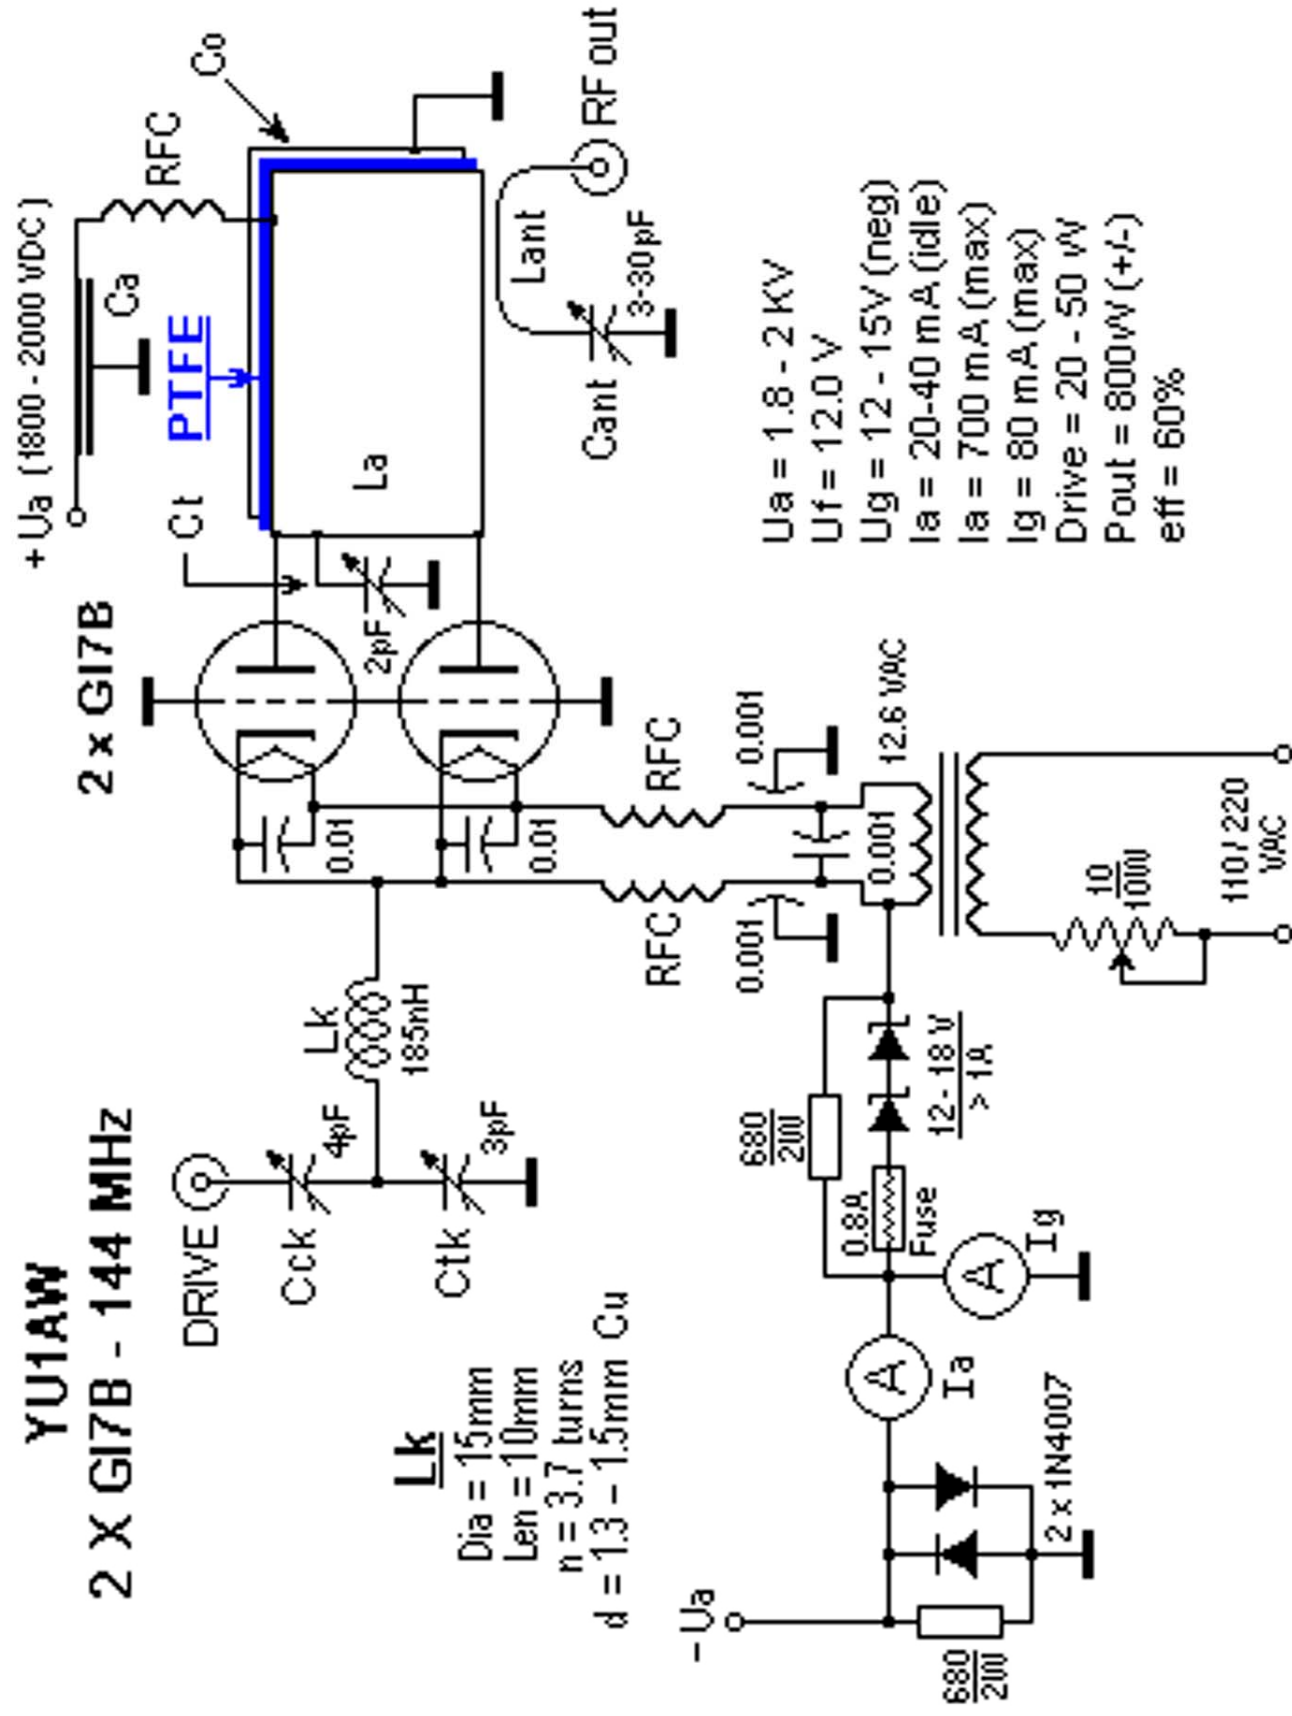 YU1AW
2 X GI7B - 144 MHz
2 x GI7B
+Ua (1800 - 2000 VDC)
RFC
Ca
Co
PTFE
Ct
La
2pF
Lant
RF out
Cant
3-30pF
DRIVE
Cck
4pF
Lk
185nH
Ctk
3pF
0.01
0.01
RFC
RFC
0.001
0.001
0.001
12.6 VAC
Lk
Dia = 15mm
Len = 10mm
n = 3.7 turns
d = 1.3 - 1.5mm Cu
Ua = 1.8 - 2 KV
Uf = 12.0 V
Ug = 12 - 15V (neg)
Ia = 20-40 mA (idle)
Ia = 700 mA (max)
Ig = 80 mA (max)
Drive = 20 - 50 W
Pout = 800W (+/-)
eff = 60%
-Ua
680
2W
2 x 1N4007
A
Ia
A
Ig
0.8A
Fuse
680
2W
12 - 18 V
> 1A
10
10W
110 / 220
VAC